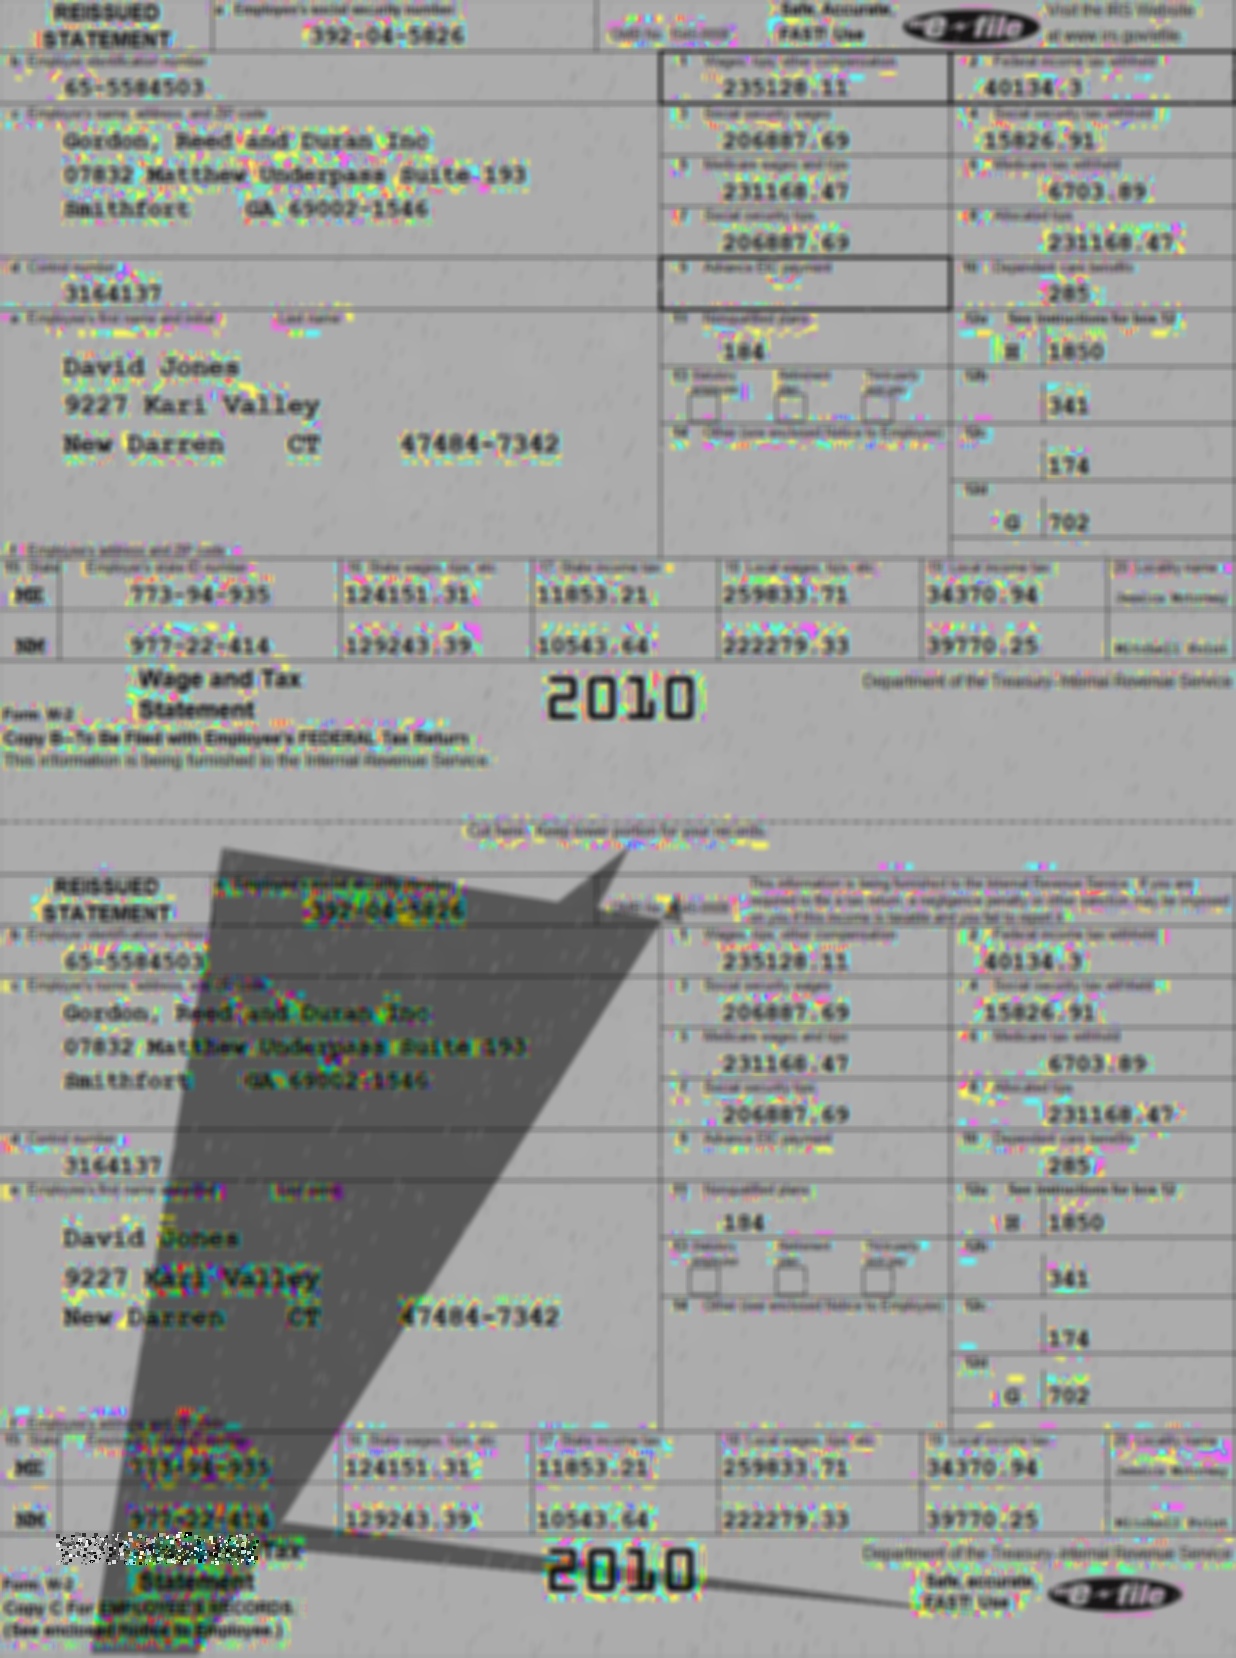 REISSUED STATEMENT
a Employee's social security number
392-04-5826
OMB No. 1545-0008
Safe, Accurate, FAST! Use
e-file
Visit the IRS Website at www.irs.gov/efile
b Employer identification number
65-5584503
1 Wages, tips, other compensation
235128.11
2 Federal income tax withheld
40134.3
c Employer's name, address, and ZIP code
Gordon, Reed and Duran Inc
07832 Matthew Underpass Suite 193
Smithfort GA 69002-1546
3 Social security wages
206887.69
4 Social security tax withheld
15826.91
5 Medicare wages and tips
231168.47
6 Medicare tax withheld
6703.89
7 Social security tips
206887.69
8 Allocated tips
231168.47
d Control number
3164137
9 Advance EIC payment
10 Dependent care benefits
285
e Employee's first name and initial Last name
David Jones
9227 Kari Valley
New Darren CT 47484-7342
11 Nonqualified plans
184
12a See instructions for box 12
H 1850
13 Statutory employee Retirement plan Third-party sick pay
12b
341
14 Other (see enclosed Notice to Employee)
12c
174
12d
G 702
f Employee's address and ZIP code
15 State Employer's state ID number 16 State wages, tips, etc. 17 State income tax 18 Local wages, tips, etc. 19 Local income tax 20 Locality name
ME 773-94-935 124151.31 11853.21 259833.71 34370.94 Jessica
NM 977-22-414 129243.39 10543.64 222279.33 39770.25 Mitchell Point
Wage and Tax Statement
2010
Department of the Treasury-Internal Revenue Service
Form W-2
Copy B--To Be Filed with Employee's FEDERAL Tax Return
This information is being furnished to the Internal Revenue Service.
Cut here. Keep lower portion for your records.
REISSUED STATEMENT
a Employee's social security number
392-04-5826
OMB No. 1545-0008
This information is being furnished to the Internal Revenue Service. If you are
required to file a tax return, a negligence penalty or other sanction may be imposed
on you if this income is taxable and you fail to report it.
b Employer identification number
65-5584503
1 Wages, tips, other compensation
235128.11
2 Federal income tax withheld
40134.3
c Employer's name, address, and ZIP code
Gordon, Reed and Duran Inc
07832 Matthew Underpass Suite 193
Smithfort GA 69002-1546
3 Social security wages
206887.69
4 Social security tax withheld
15826.91
5 Medicare wages and tips
231168.47
6 Medicare tax withheld
6703.89
7 Social security tips
206887.69
8 Allocated tips
231168.47
d Control number
3164137
9 Advance EIC payment
10 Dependent care benefits
285
e Employee's first name and initial Last name
David Jones
9227 Kari Valley
New Darren CT 47484-7342
11 Nonqualified plans
184
12a See instructions for box 12
H 1850
13 Statutory employee Retirement plan Third-party sick pay
12b
341
14 Other (see enclosed Notice to Employee)
12c
174
12d
G 702
f Employee's address and ZIP code
15 State Employer's state ID number 16 State wages, tips, etc. 17 State income tax 18 Local wages, tips, etc. 19 Local income tax 20 Locality name
ME 773-94-935 124151.31 11853.21 259833.71 34370.94 Jessica
NM 977-22-414 129243.39 10543.64 222279.33 39770.25 Mitchell Point
Tax
Statement
2010
Department of the Treasury-Internal Revenue Service
Form W-2
Copy C For EMPLOYEE'S RECORDS
(See enclosed Notice to Employee.)
Safe, accurate, FAST! Use
e-file